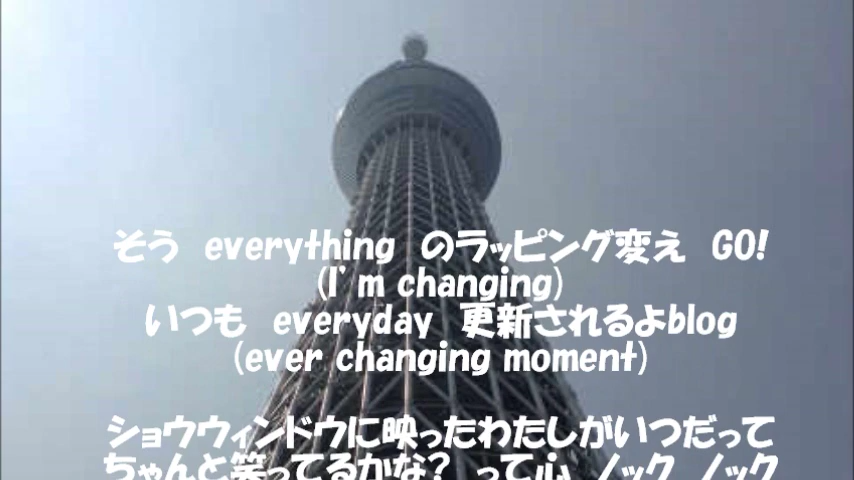 そう　everything　のラッピング変え　GO!
(I'm changing)
いつも　everyday　更新されるよblog
(ever changing moment)
ショウウィンドウに映ったわたしがいつだって
ちゃんと笑ってるかな?　って心　ノック　ノック